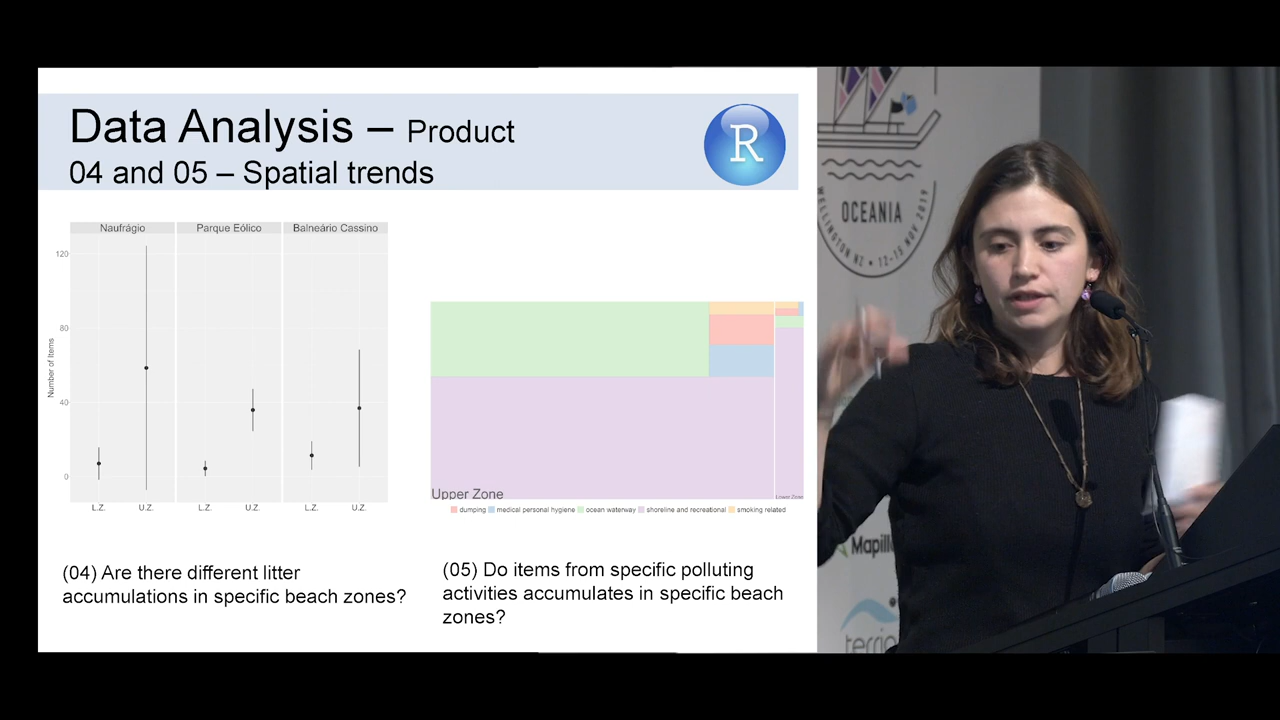 Data Analysis – Product
04 and 05 – Spatial trends
R
Naufrágio
Parque Eólico
Balneário Cassino
120
80
40
0
Number of Items
L.Z.
U.Z.
L.Z.
U.Z.
L.Z.
U.Z.
Upper Zone
Lower Zone
dumping
medical personal hygiene
ocean waterway
shoreline and recreational
smoking related
(04) Are there different litter
accumulations in specific beach zones?
(05) Do items from specific polluting
activities accumulates in specific beach
zones?
OCEANIA
WELLINGTON NZ • 12-15 NOV 2019